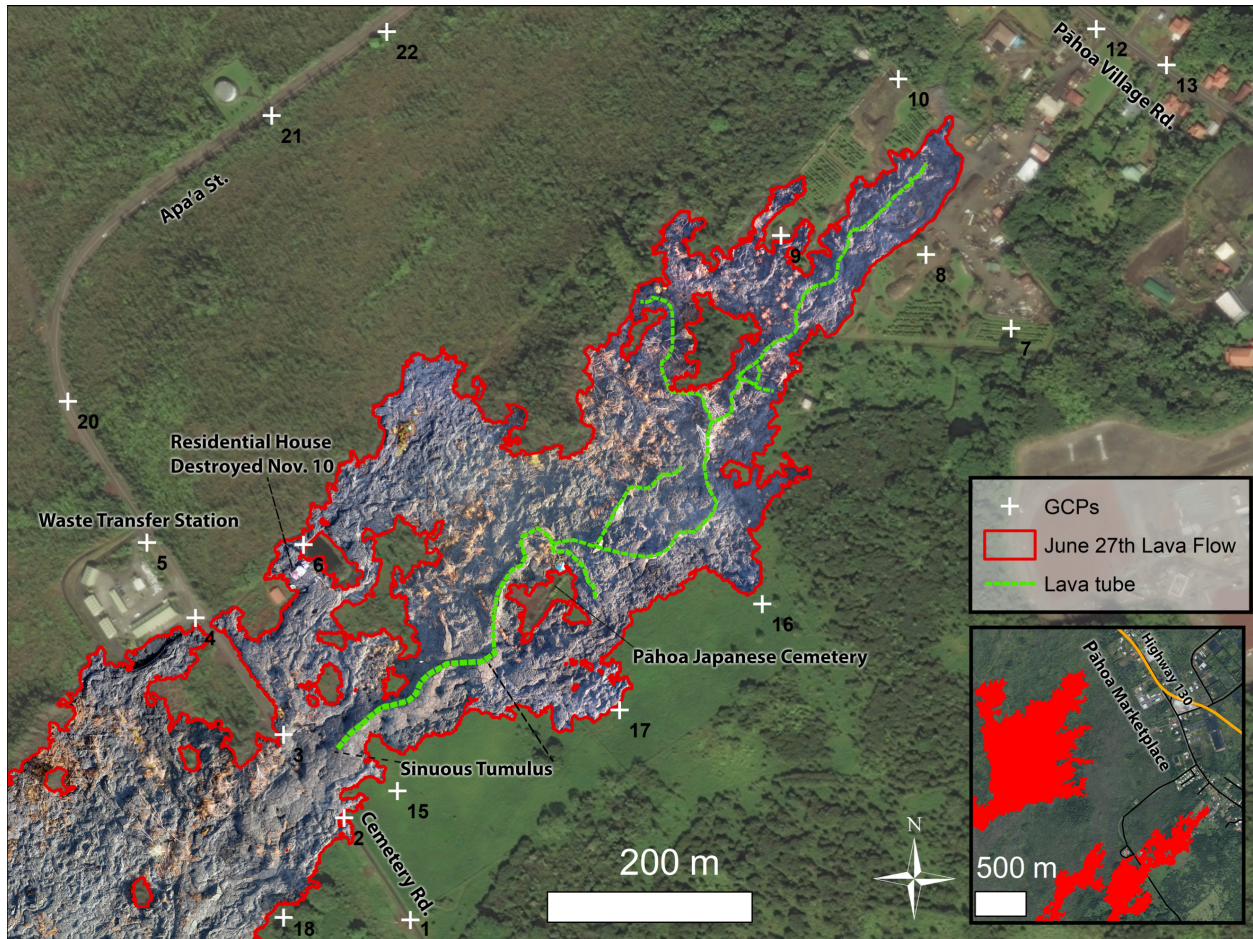 22
12
Pāhoa Village Rd.
13
10
21
Apa'a St.
9
8
7
20
Residential House
Destroyed Nov. 10
Waste Transfer Station
5
6
4
16
Pāhoa Japanese Cemetery
17
3
Sinuous Tumulus
15
2
Cemetery Rd.
18
1
200 m
N
GCPs
June 27th Lava Flow
Lava tube
Highway 130
Pāhoa Marketplace
500 m